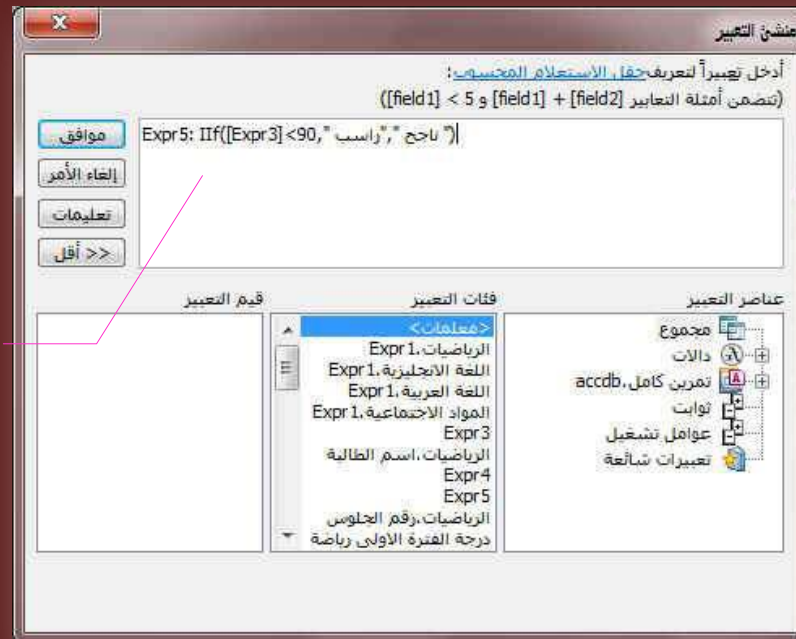 منشئ التعبير
أدخل تعبيراً لتعريف حقل الاستعلام المحسوب:
(تتضمن أمثلة التعابير [field1] + [field2] و [field1] < 5)
Expr5: IIf([Expr3]<90," راسب "," ناجح ")
موافق
إلغاء الأمر
تعليمات
<< أقل
عناصر التعبير
مجموع
دالات
تمرين كامل.accdb
ثوابت
عوامل تشغيل
تعبيرات شائعة
فئات التعبير
<معلمات>
الرياضيات.Expr1
اللغة الانجليزية.Expr1
اللغة العربية.Expr1
المواد الاجتماعية.Expr1
Expr3
الرياضيات.اسم الطالبة
Expr4
Expr5
الرياضيات.رقم الجلوس
درجة الفترة الاولى رياضة
قيم التعبير